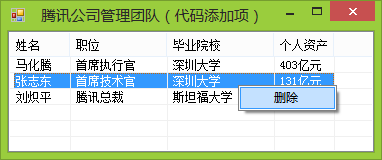 腾讯公司管理团队（代码添加项）
姓名 职位 毕业院校 个人资产
马化腾 首席执行官 深圳大学 403亿元
张志东 首席技术官 深圳大学 131亿元
刘炽平 腾讯总裁 斯坦福大学
删除